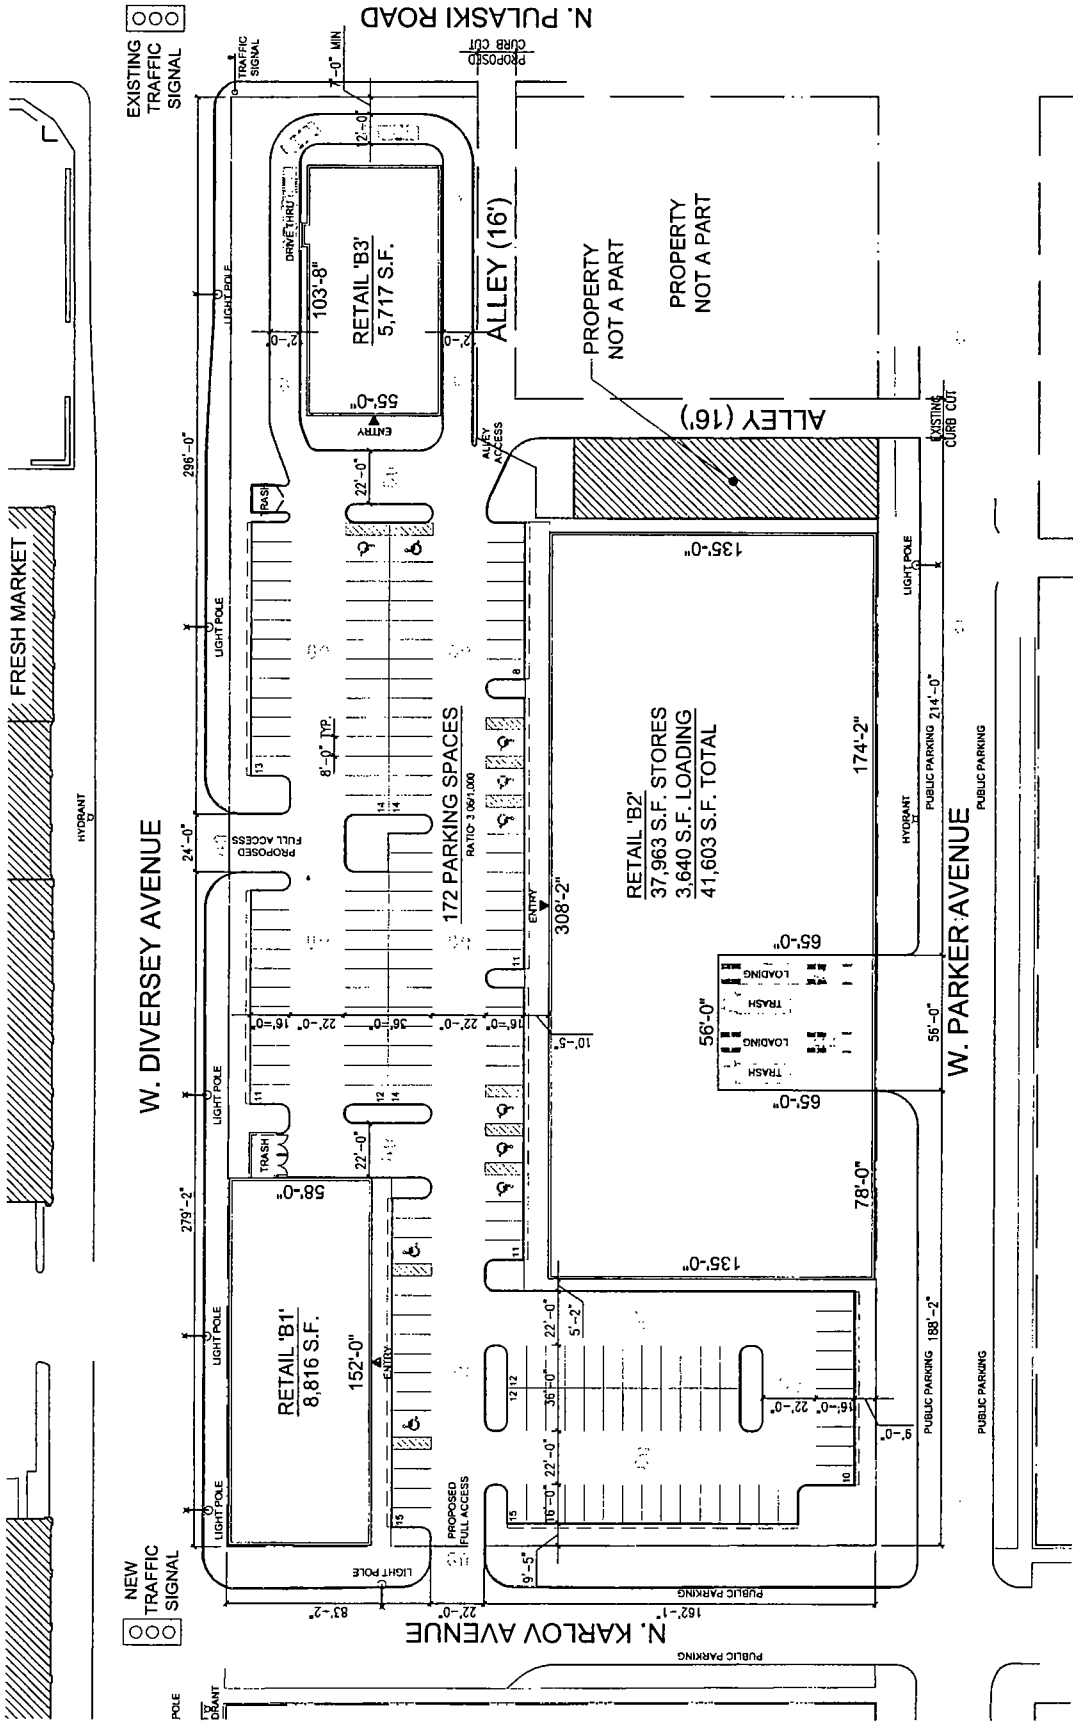 N. PULASKI ROAD
EXISTING
TRAFFIC
SIGNAL
TRAFFIC
SIGNAL
7'-0" MIN
PROPOSED
CURB CUT
12'-0"
DRIVE THRU
LIGHT POLE
103'-8"
RETAIL 'B3'
5,717 S.F.
55'-0"
ENTRY
12'-0"
12'-0"
ALLEY (16')
PROPERTY
NOT A PART
PROPERTY
NOT A PART
ALLEY (16')
EXISTING
CURB CUT
ALLEY
ACCESS
296'-0"
22'-0"
TRASH
FRESH MARKET
LIGHT POLE
13
8'-0" TYP.
14
14
172 PARKING SPACES
RATIO: 3.06/1,000
8
HYDRANT
W. DIVERSEY AVENUE
24'-0"
PROPOSED
FULL ACCESS
135'-0"
LIGHT POLE
RETAIL 'B2'
37,963 S.F. STORES
3,640 S.F. LOADING
41,603 S.F. TOTAL
174'-2"
308'-2"
ENTRY
HYDRANT
PUBLIC PARKING
214'-0"
PUBLIC PARKING
W. PARKER AVENUE
11
16'-0"
22'-0"
36'-0"
22'-0"
16'-0"
10'-5"
65'-0"
56'-0"
LOADING
TRASH
LOADING
TRASH
65'-0"
56'-0"
LIGHT POLE
11
12
14
TRASH
22'-0"
279'-2"
58'-0"
RETAIL 'B1'
8,816 S.F.
152'-0"
ENTRY
11
78'-0"
135'-0"
5'-2"
22'-0"
12
12
36'-0"
22'-0"
16'-0"
22'-0"
16'-0"
9'-0"
10
PUBLIC PARKING
188'-2"
PUBLIC PARKING
LIGHT POLE
LIGHT POLE
15
PROPOSED
FULL ACCESS
15
9'-5"
NEW
TRAFFIC
SIGNAL
LIGHT POLE
83'-2"
22'-0"
162'-1"
PUBLIC PARKING
N. KARLOV AVENUE
PUBLIC PARKING
POLE
DRANT